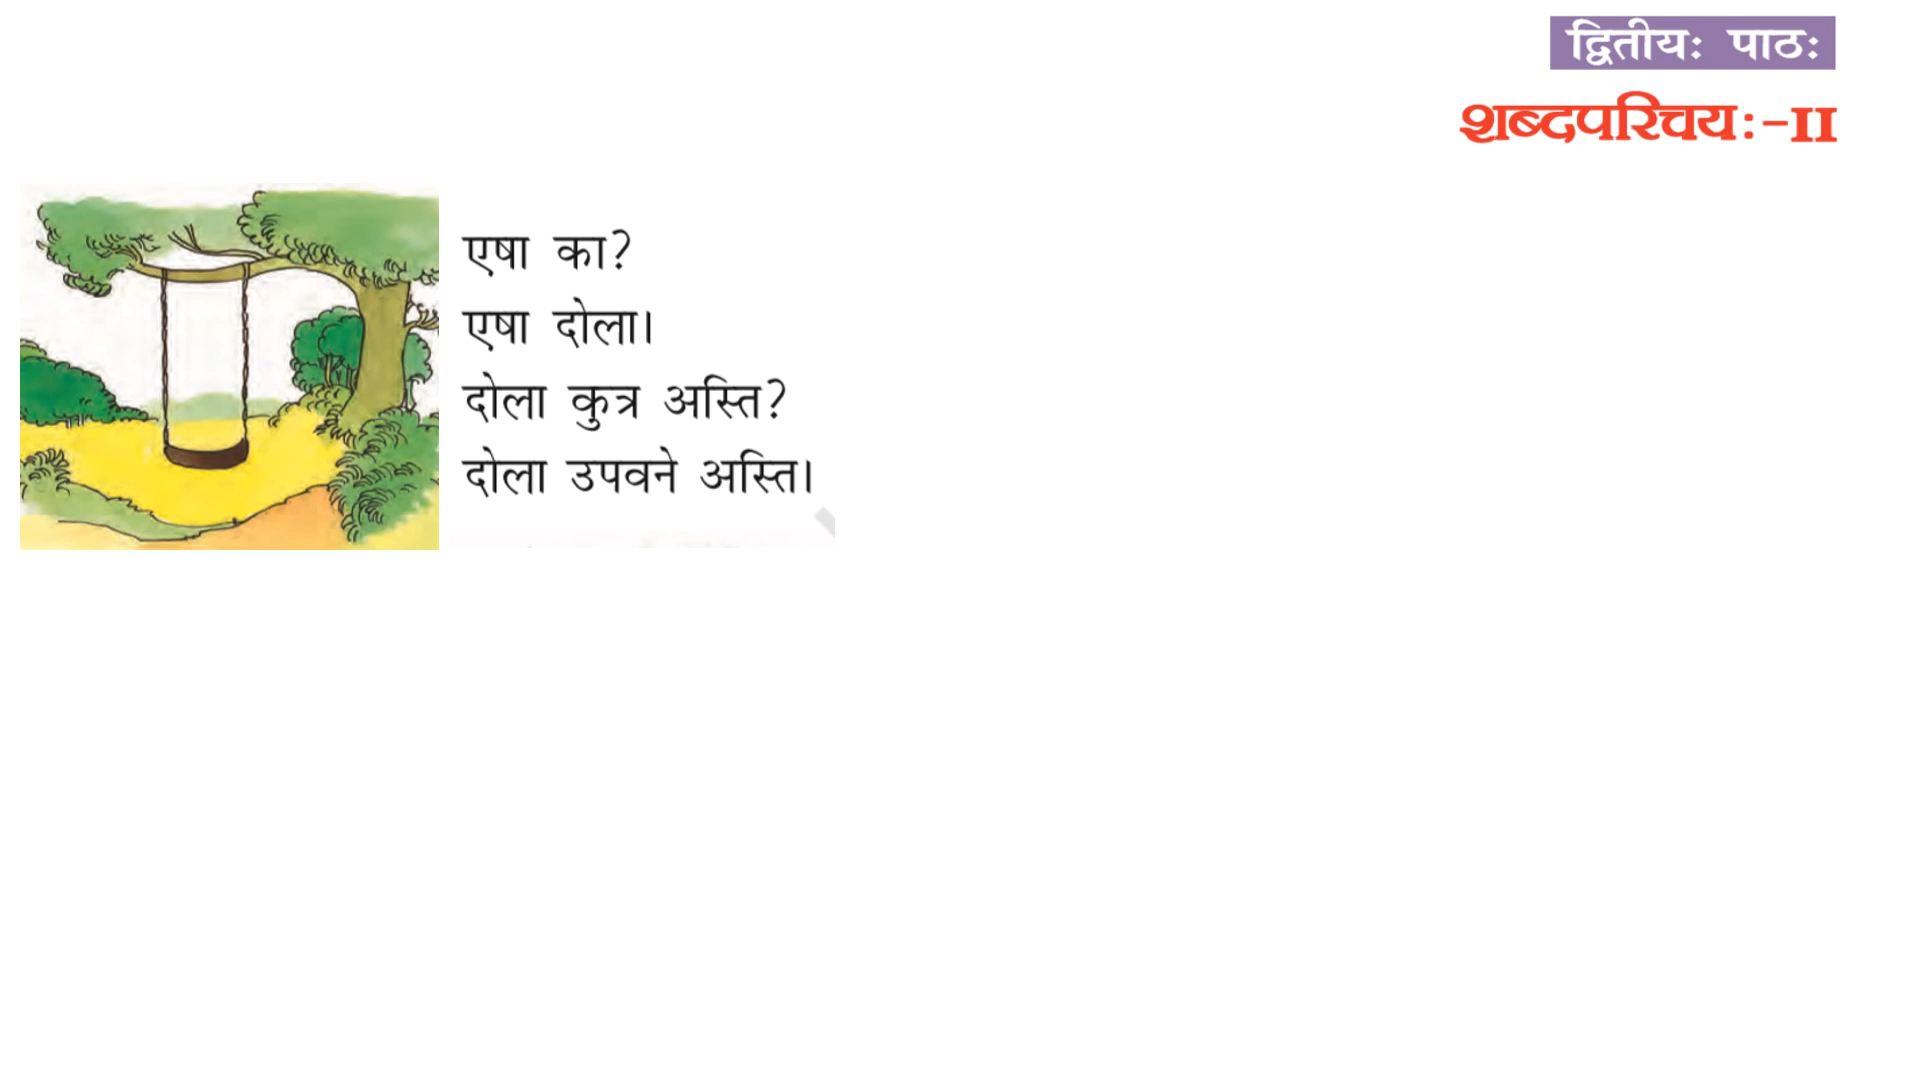 द्वितीयः पाठः
शब्दपरिचयः-II
एषा का?
एषा दोला।
दोला कुत्र अस्ति?
दोला उपवने अस्ति।